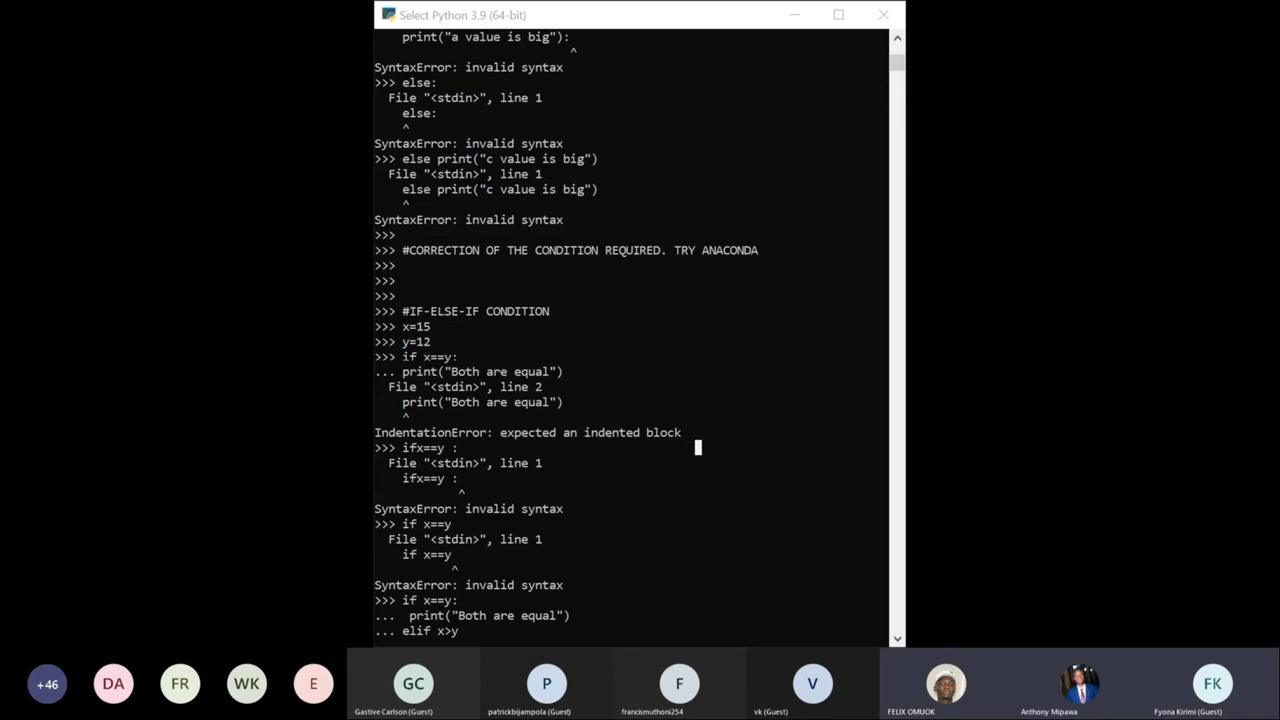 Select Python 3.9 (64-bit)
print("a value is big"):
^
SyntaxError: invalid syntax
>>> else:
File "<stdin>", line 1
else:
^
SyntaxError: invalid syntax
>>> else print("c value is big")
File "<stdin>", line 1
else print("c value is big")
^
SyntaxError: invalid syntax
>>>
>>> #CORRECTION OF THE CONDITION REQUIRED. TRY ANACONDA
>>>
>>>
>>>
>>> #IF-ELSE-IF CONDITION
>>> x=15
>>> y=12
>>> if x==y:
... print("Both are equal")
File "<stdin>", line 2
print("Both are equal")
^
IndentationError: expected an indented block
>>> ifx==y :
File "<stdin>", line 1
ifx==y :
^
SyntaxError: invalid syntax
>>> if x==y
File "<stdin>", line 1
if x==y
^
SyntaxError: invalid syntax
>>> if x==y:
...  print("Both are equal")
... elif x>y
+46
DA
FR
WK
E
GC
P
F
V
FK
Gastive Carlson (Guest)
patrickbijampola (Guest)
francismuthoni254
vk (Guest)
FELIX OMUOK
Anthony Mipawa
Fyona Kirimi (Guest)